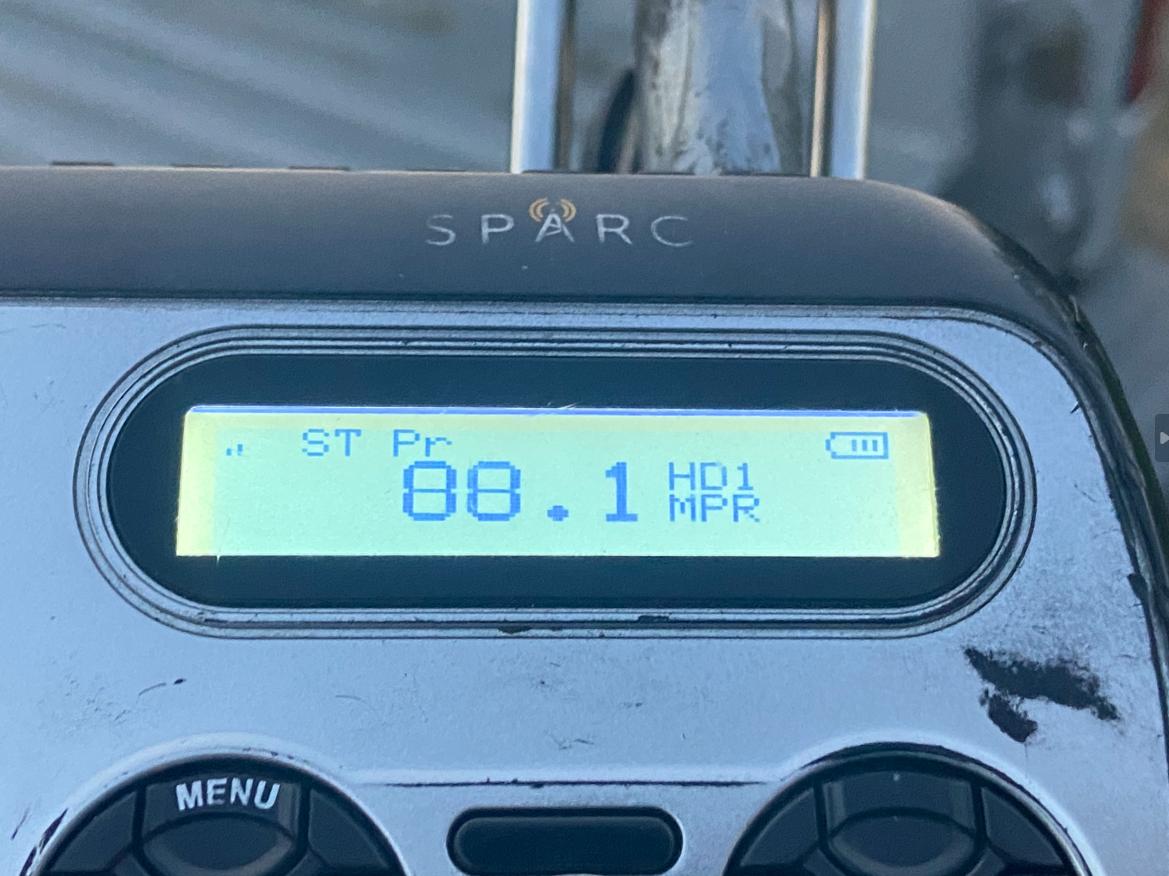 SPARC
ST Pr
88.1 HD1
MPR
MENU